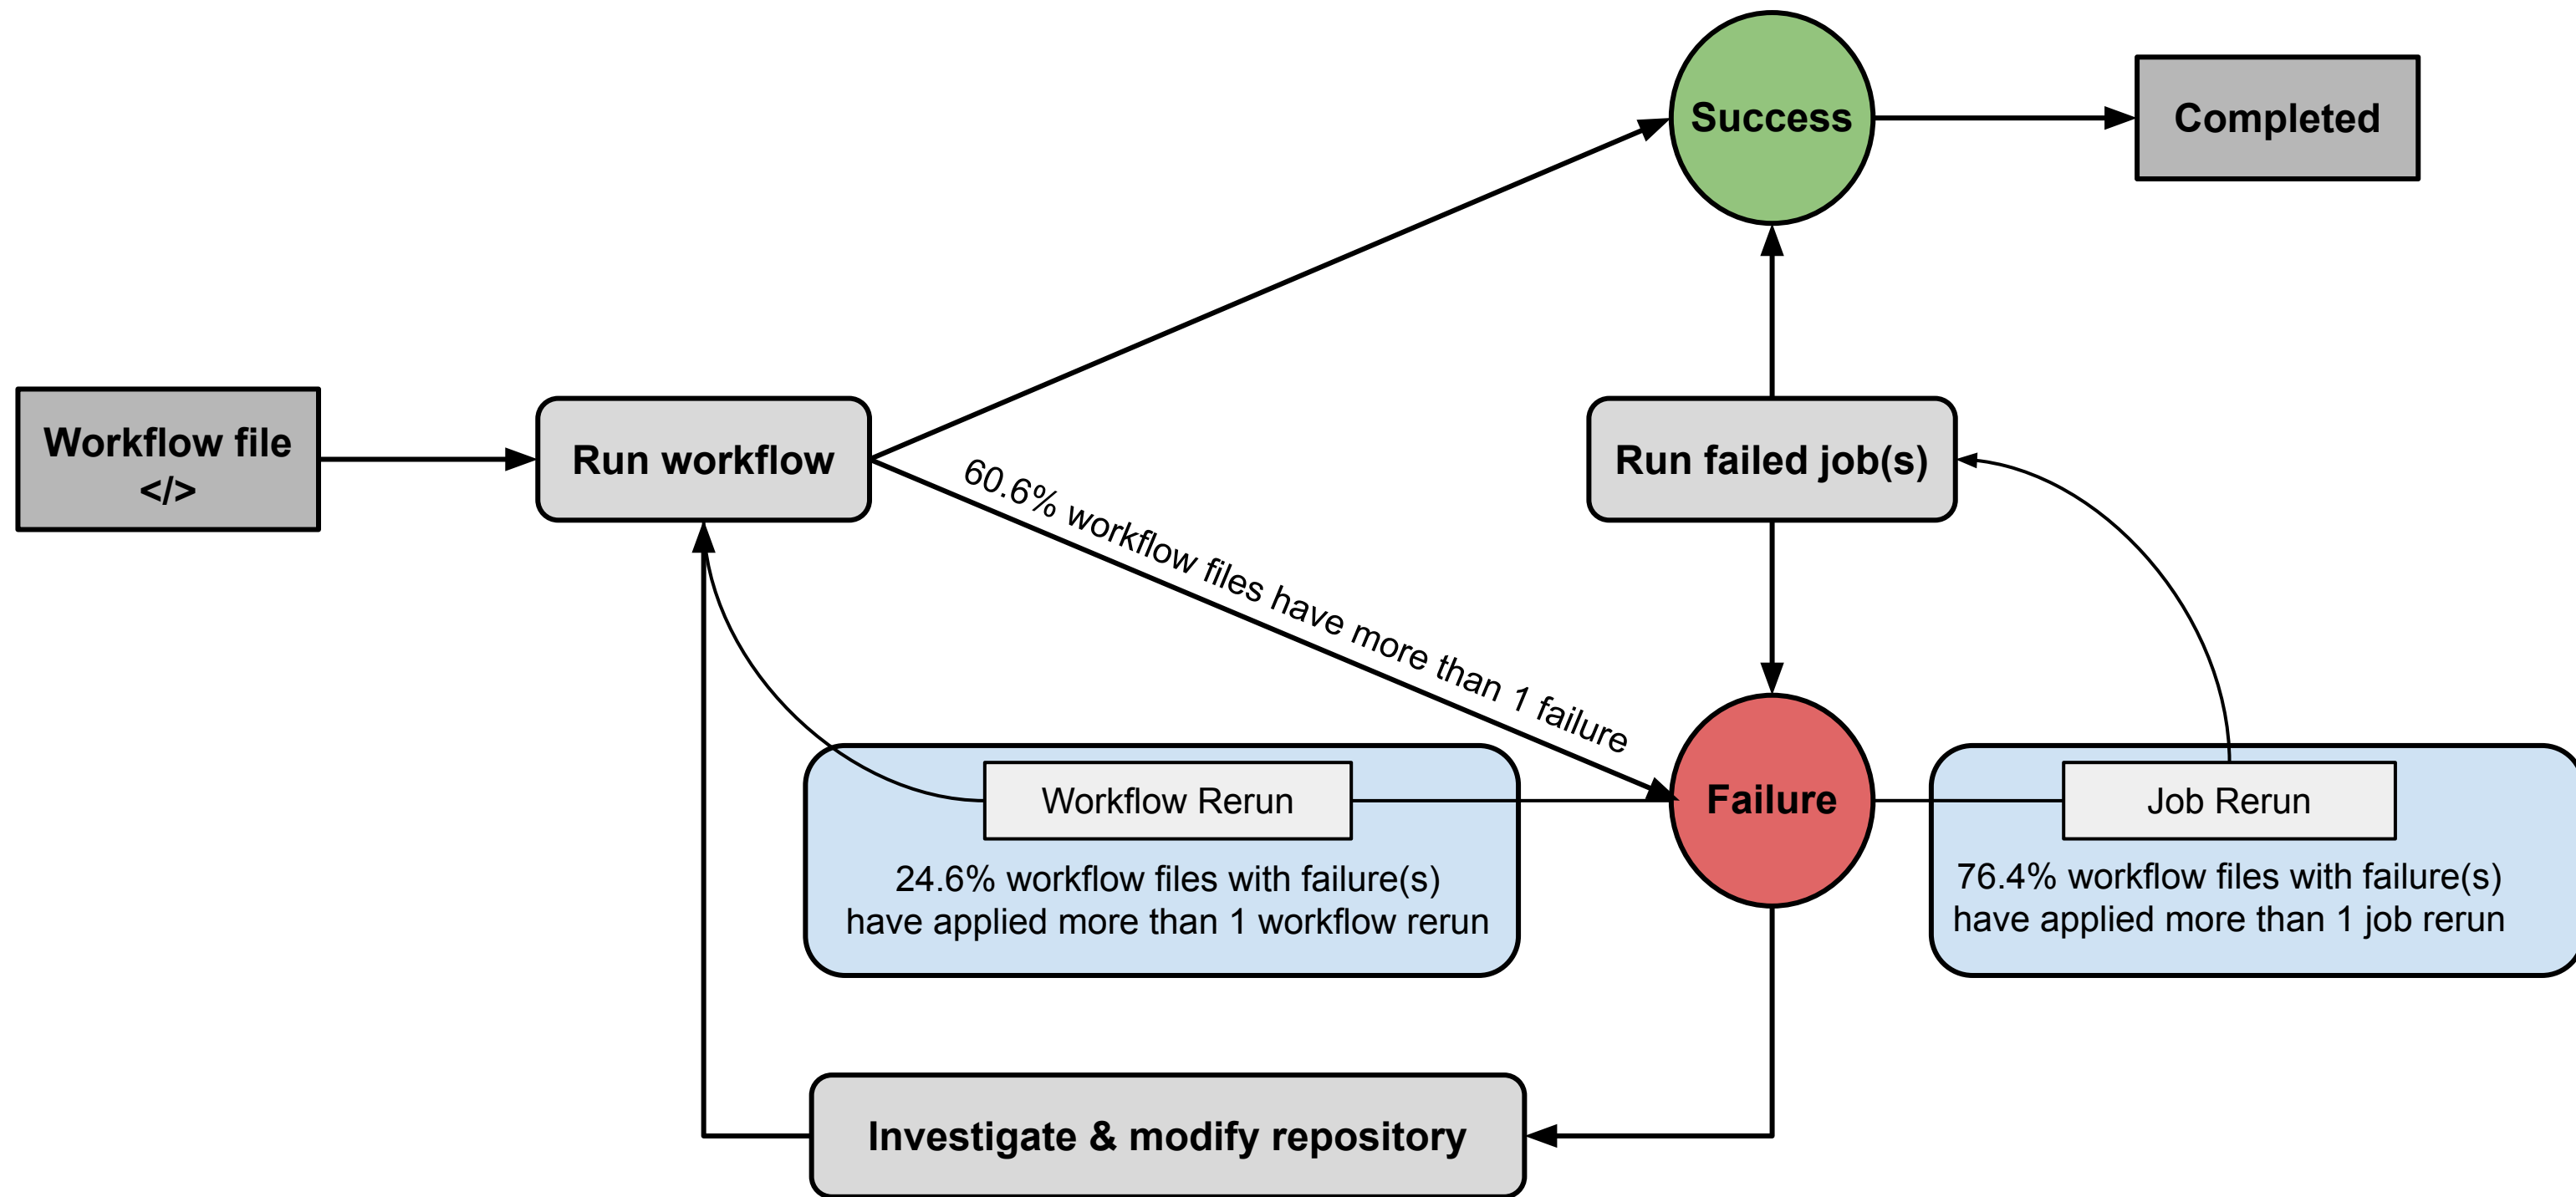 Success
Completed
Workflow file
</>
Run workflow
Run failed job(s)
60.6% workflow files have more than 1 failure
Workflow Rerun
24.6% workflow files with failure(s)
have applied more than 1 workflow rerun
Failure
Job Rerun
76.4% workflow files with failure(s)
have applied more than 1 job rerun
Investigate & modify repository